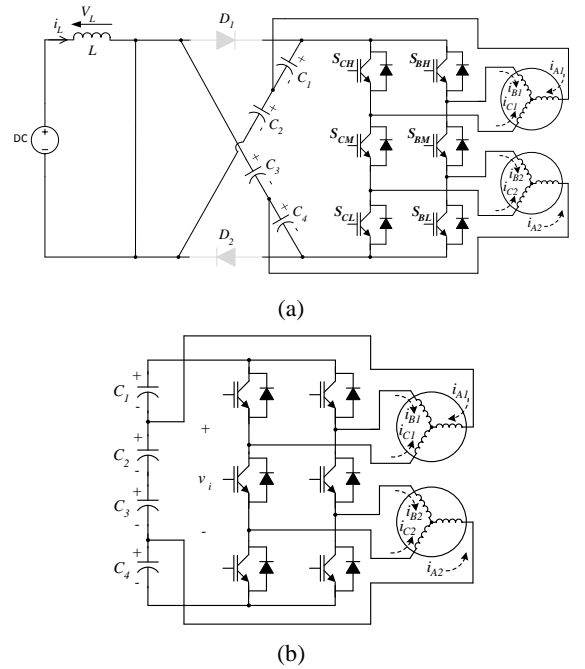 V_L
i_L
L
DC
+
-
D_1
D_2
+ C_1 -
+ C_2 -
+ C_3 -
+ C_4 -
S_CH S_BH
S_CM S_BM
S_CL S_BL
i_A1
i_B1
i_C1
i_B2
i_C2
i_A2
(a)
C_1 + -
C_2 + -
C_3 + -
C_4 + -
+
v_i
-
i_A1
i_B1
i_C1
i_B2
i_C2
i_A2
(b)